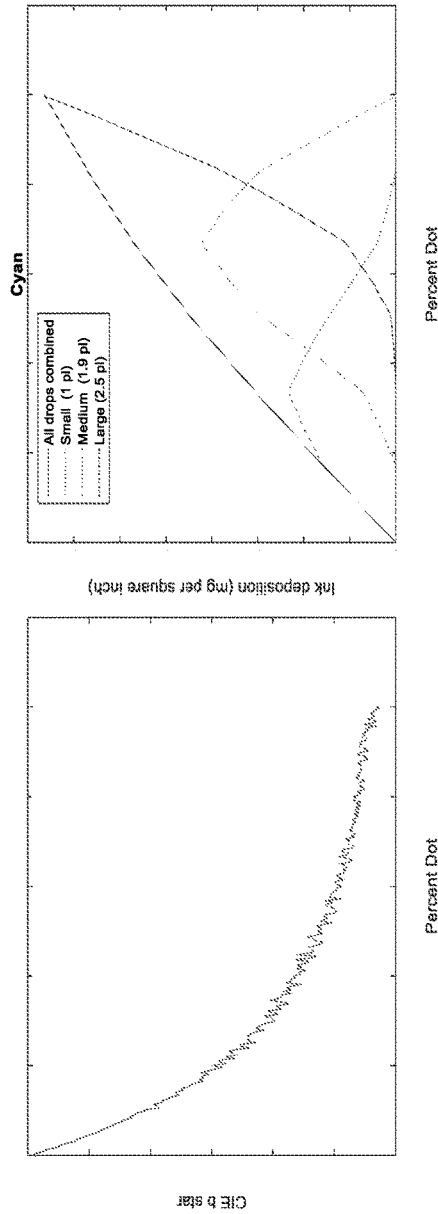 CIE b star
Percent Dot
Ink deposition (mg per square inch)
Cyan
All drops combined
Small (1 pl)
Medium (1.9 pl)
Large (2.5 pl)
Percent Dot